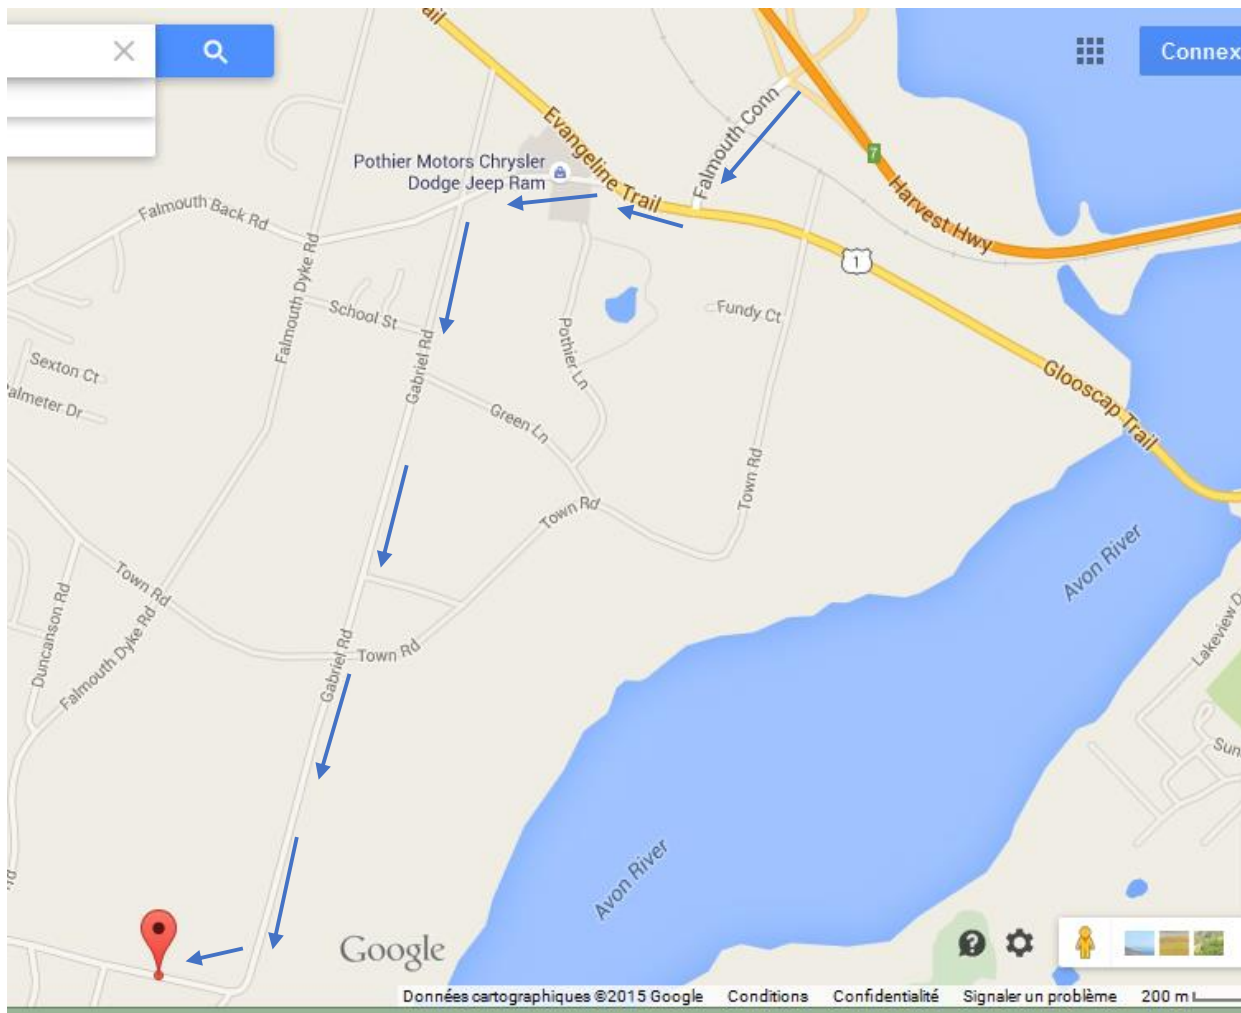 ail
Connex
Falmouth Conn
Evangeline Trail
7
Pothier Motors Chrysler
Dodge Jeep Ram
Harvest Hwy
Falmouth Back Rd
1
Falmouth Dyke Rd
School St
Fundy Ct
Gabriel Rd
Pothier Ln
Sexton Ct
almeter Dr
Glooscap Trail
Green Ln
Town Rd
Town Rd
Avon River
Town Rd
Duncanson Rd
Falmouth Dyke Rd
Gabriel Rd
Town Rd
Lakeview D
Sun
Avon River
Rd
Google
Données cartographiques ©2015 Google Conditions Confidentialité Signaler un problème 200 m